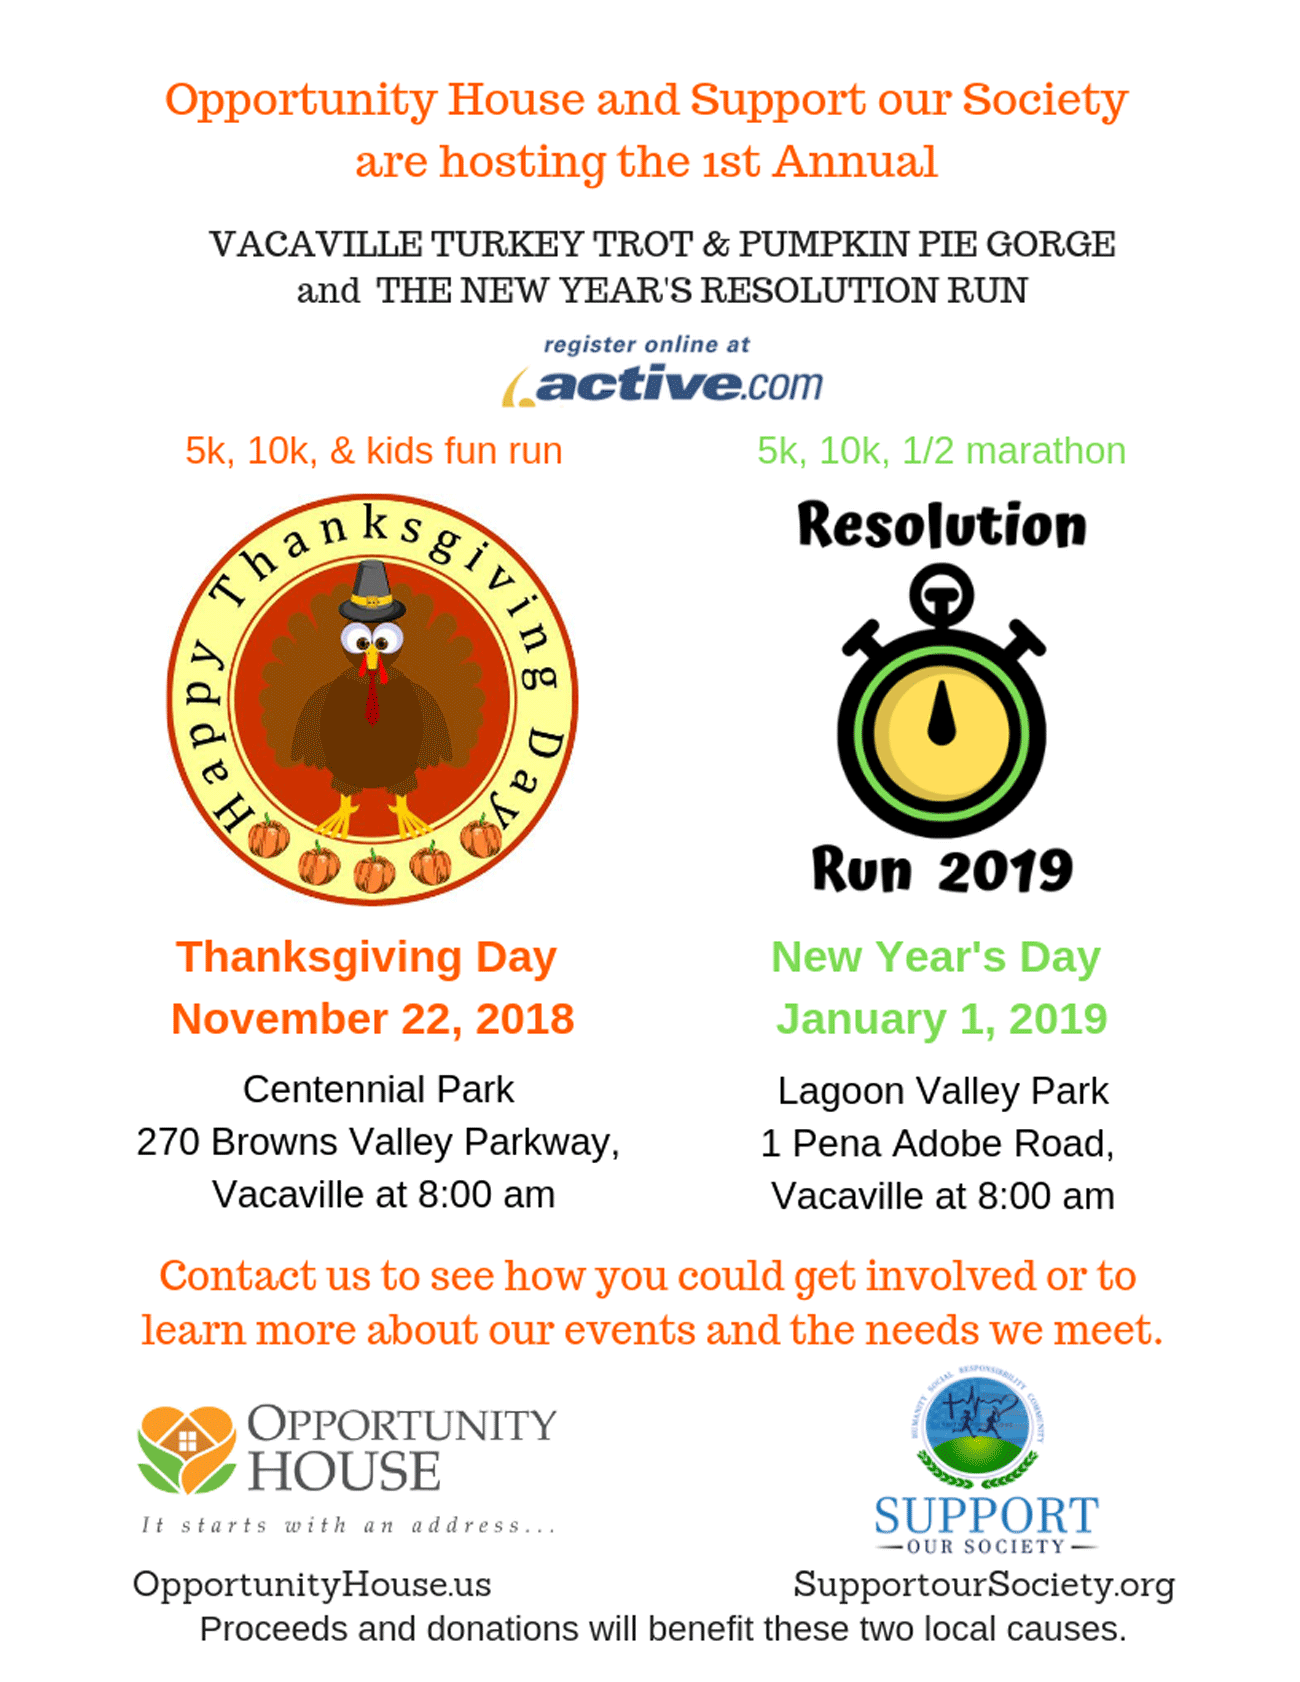 Opportunity House and Support our Society
are hosting the 1st Annual
VACAVILLE TURKEY TROT & PUMPKIN PIE GORGE
and THE NEW YEAR'S RESOLUTION RUN
register online at
active.com
5k, 10k, & kids fun run
Happy Thanksgiving Day
Thanksgiving Day
November 22, 2018
Centennial Park
270 Browns Valley Parkway,
Vacaville at 8:00 am
5k, 10k, 1/2 marathon
Resolution
Run 2019
New Year's Day
January 1, 2019
Lagoon Valley Park
1 Pena Adobe Road,
Vacaville at 8:00 am
Contact us to see how you could get involved or to
learn more about our events and the needs we meet.
OPPORTUNITY
HOUSE
It starts with an address...
OpportunityHouse.us
HUMANITY SOCIAL RESPONSIBILITY COMMUNITY
SUPPORT
OUR SOCIETY
SupportourSociety.org
Proceeds and donations will benefit these two local causes.